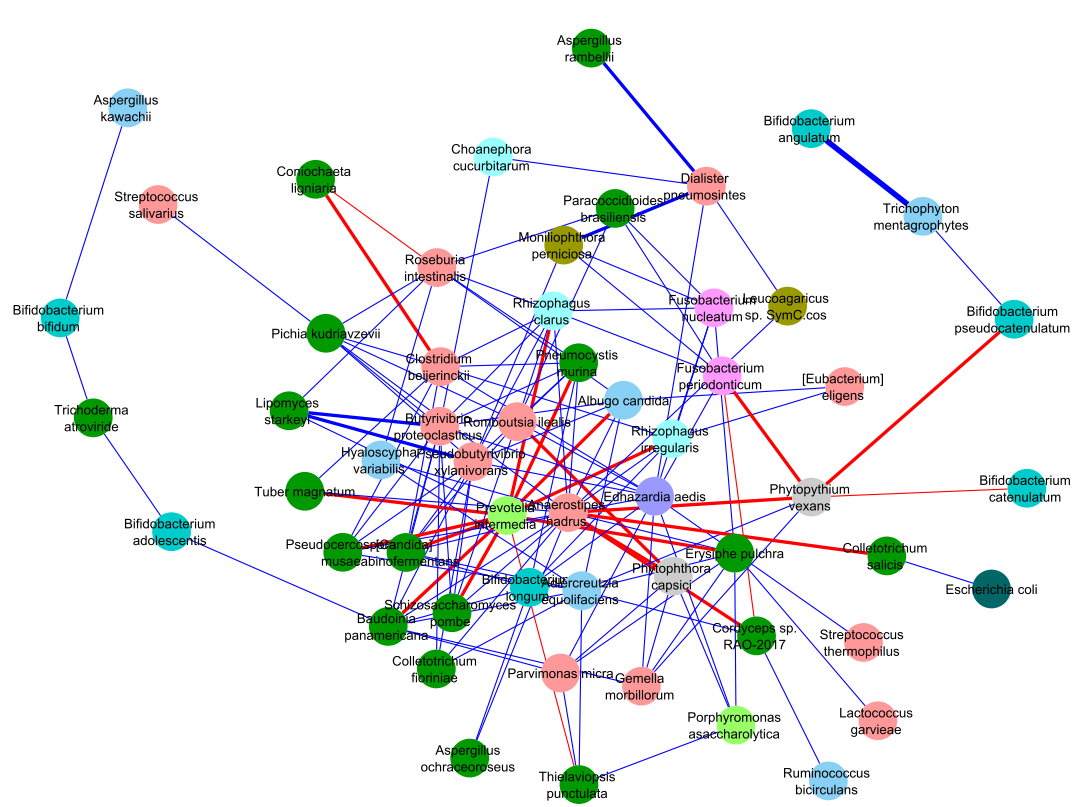 Aspergillus
rambellii
Aspergillus
kawachii
Bifidobacterium
angulatum
Choanephora
cucurbitarum
Coniochaeta
ligniaria
Dialister
pneumosintes
Streptococcus
salivarius
Paracoccidioides
brasiliensis
Trichophyton
mentagrophytes
Moniliophthora
perniciosa
Roseburia
intestinalis
Rhizophagus
clarus
Fusobacterium
nucleatum
Leucoagaricus
sp. SymC.cos
Bifidobacterium
bifidum
Bifidobacterium
pseudocatenulatum
Pichia kudriavzevii
Clostridium
beijerinckii
Pneumocystis
murina
Fusobacterium
periodonticum
[Eubacterium]
eligens
Trichoderma
atroviride
Lipomyces
starkeyi
Albugo candida
Butyrivibrio
proteoclasticus
Romboutsia ilealis
Rhizophagus
irregularis
Hyaloscypha
variabilis
Pseudobutyrivibrio
xylanivorans
Tuber magnatum
Edhazardia aedis
Phytopythium
vexans
Bifidobacterium
catenulatum
Prevotella
intermedia
Anaerostipes
hadrus
Bifidobacterium
adolescentis
Pseudocercospora
musae
[Candida]
arabinofermentans
Erysiphe pulchra
Colletotrichum
salicis
Phytophthora
capsici
Bifidobacterium
longum
Adlercreutzia
equolifaciens
Escherichia coli
Schizosaccharomyces
pombe
Baudoinia
panamericana
Cordyceps sp.
RAO-2017
Streptococcus
thermophilus
Colletotrichum
fioriniae
Parvimonas micra
Gemella
morbillorum
Porphyromonas
asaccharolytica
Lactococcus
garvieae
Aspergillus
ochraceoroseus
Thielaviopsis
punctulata
Ruminococcus
bicirculans